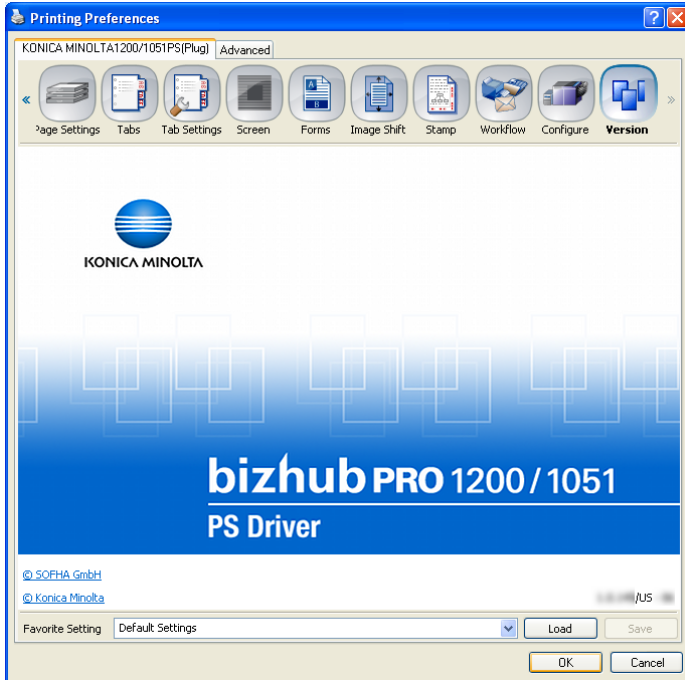 Printing Preferences
KONICA MINOLTA1200/1051PS(Plug) Advanced
Page Settings Tabs Tab Settings Screen Forms Image Shift Stamp Workflow Configure Version
KONICA MINOLTA
bizhub PRO 1200/1051
PS Driver
© SOFHA GmbH
© Konica Minolta /US
Favorite Setting Default Settings Load Save
OK Cancel